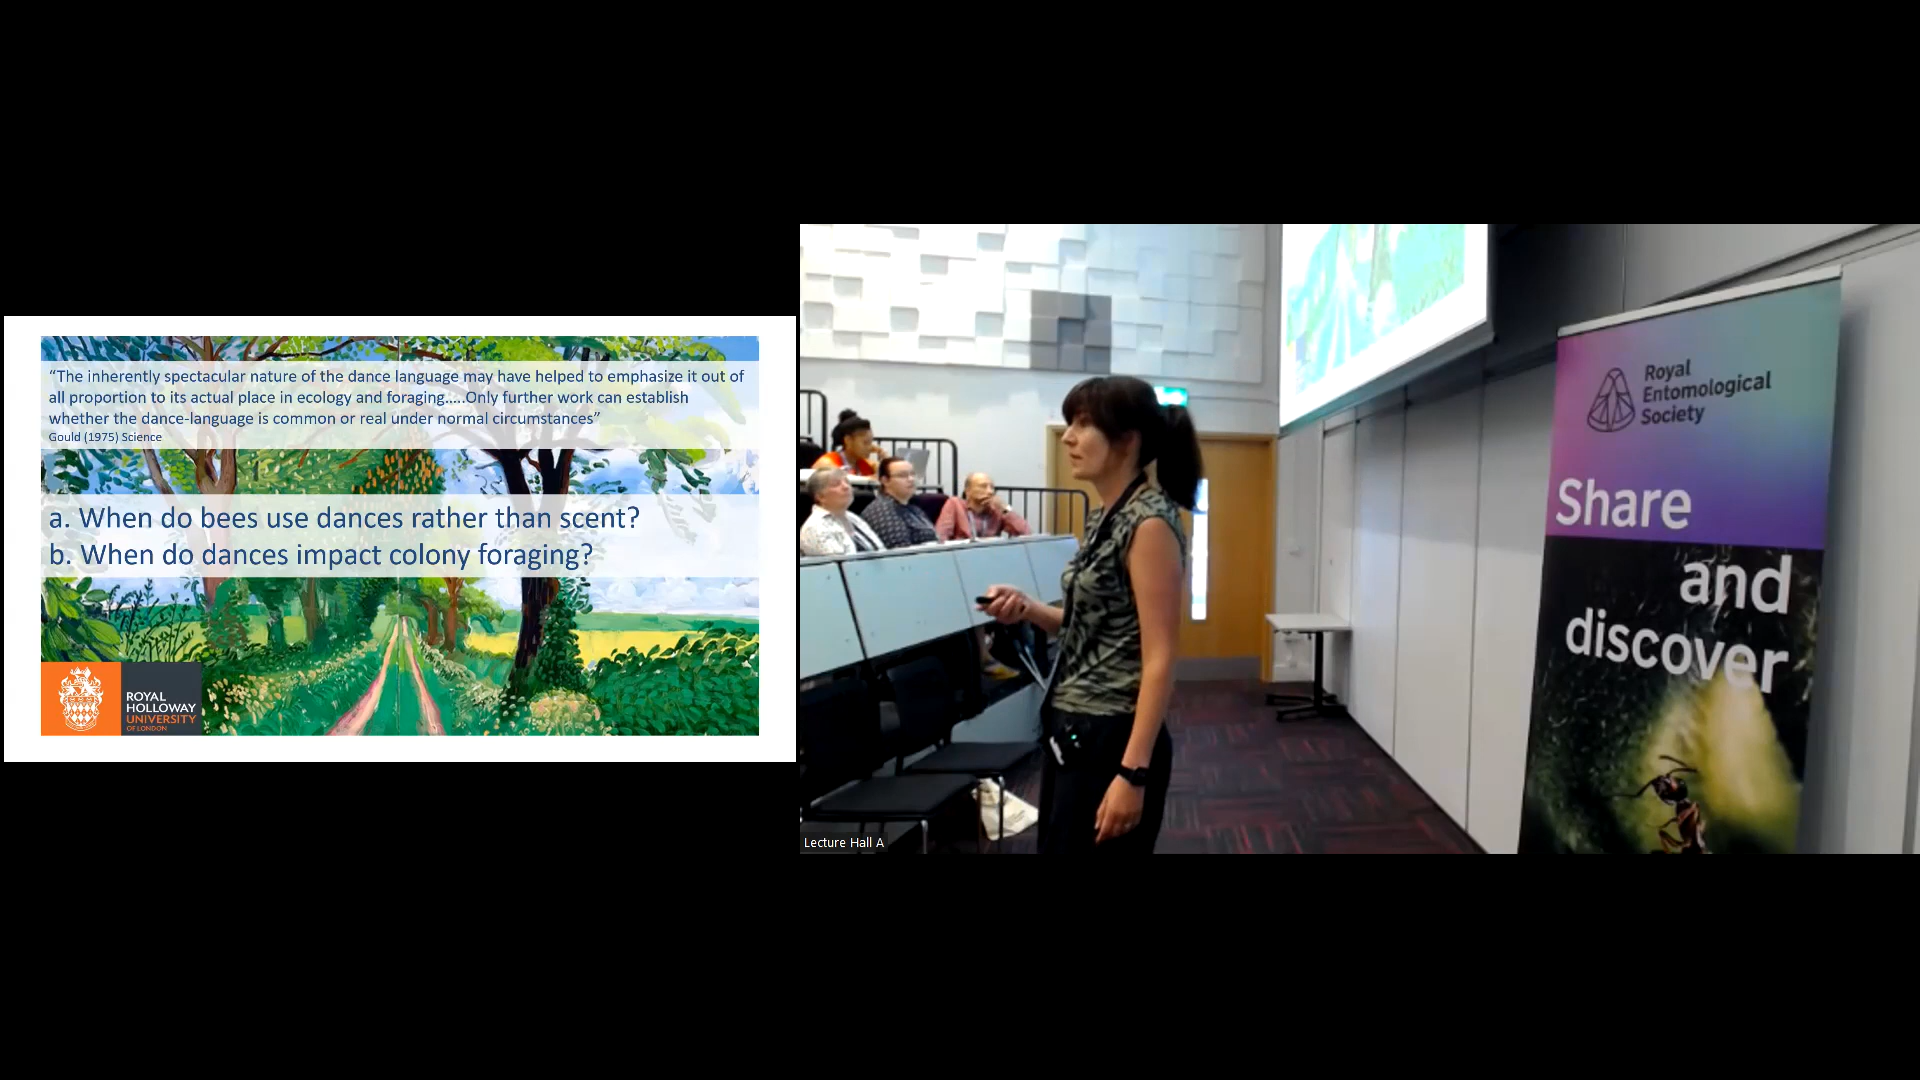 “The inherently spectacular nature of the dance language may have helped to emphasize it out of
all proportion to its actual place in ecology and foraging.....Only further work can establish
whether the dance-language is common or real under normal circumstances”
Gould (1975) Science
a. When do bees use dances rather than scent?
b. When do dances impact colony foraging?
ROYAL
HOLLOWAY
UNIVERSITY
OF LONDON
Royal
Entomological
Society
Share
and
discover
Lecture Hall A